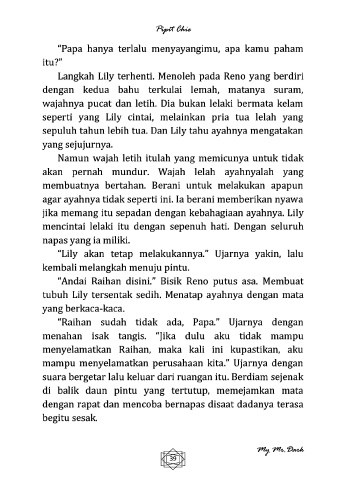 Pipit Chie
“Papa hanya terlalu menyayangimu, apa kamu paham
itu?”
Langkah Lily terhenti. Menoleh pada Reno yang berdiri
dengan kedua bahu terkulai lemah, matanya suram,
wajahnya pucat dan letih. Dia bukan lelaki bermata kelam
seperti yang Lily cintai, melainkan pria tua lelah yang
sepuluh tahun lebih tua. Dan Lily tahu ayahnya mengatakan
yang sejujurnya.
Namun wajah letih itulah yang memicunya untuk tidak
akan pernah mundur. Wajah lelah ayahnyalah yang
membuatnya bertahan. Berani untuk melakukan apapun
agar ayahnya tidak seperti ini. Ia berani memberikan nyawa
jika memang itu sepadan dengan kebahagiaan ayahnya. Lily
mencintai lelaki itu dengan sepenuh hati. Dengan seluruh
napas yang ia miliki.
“Lily akan tetap melakukannya.” Ujarnya yakin, lalu
kembali melangkah menuju pintu.
“Andai Raihan disini.” Bisik Reno putus asa. Membuat
tubuh Lily tersentak sedih. Menatap ayahnya dengan mata
yang berkaca-kaca.
“Raihan sudah tidak ada, Papa.” Ujarnya dengan
menahan isak tangis. “Jika dulu aku tidak mampu
menyelamatkan Raihan, maka kali ini kupastikan, aku
mampu menyelamatkan perusahaan kita.” Ujarnya dengan
suara bergetar lalu keluar dari ruangan itu. Berdiam sejenak
di balik daun pintu yang tertutup, memejamkan mata
dengan rapat dan mencoba bernapas disaat dadanya terasa
begitu sesak.
39
My Mr. Dark